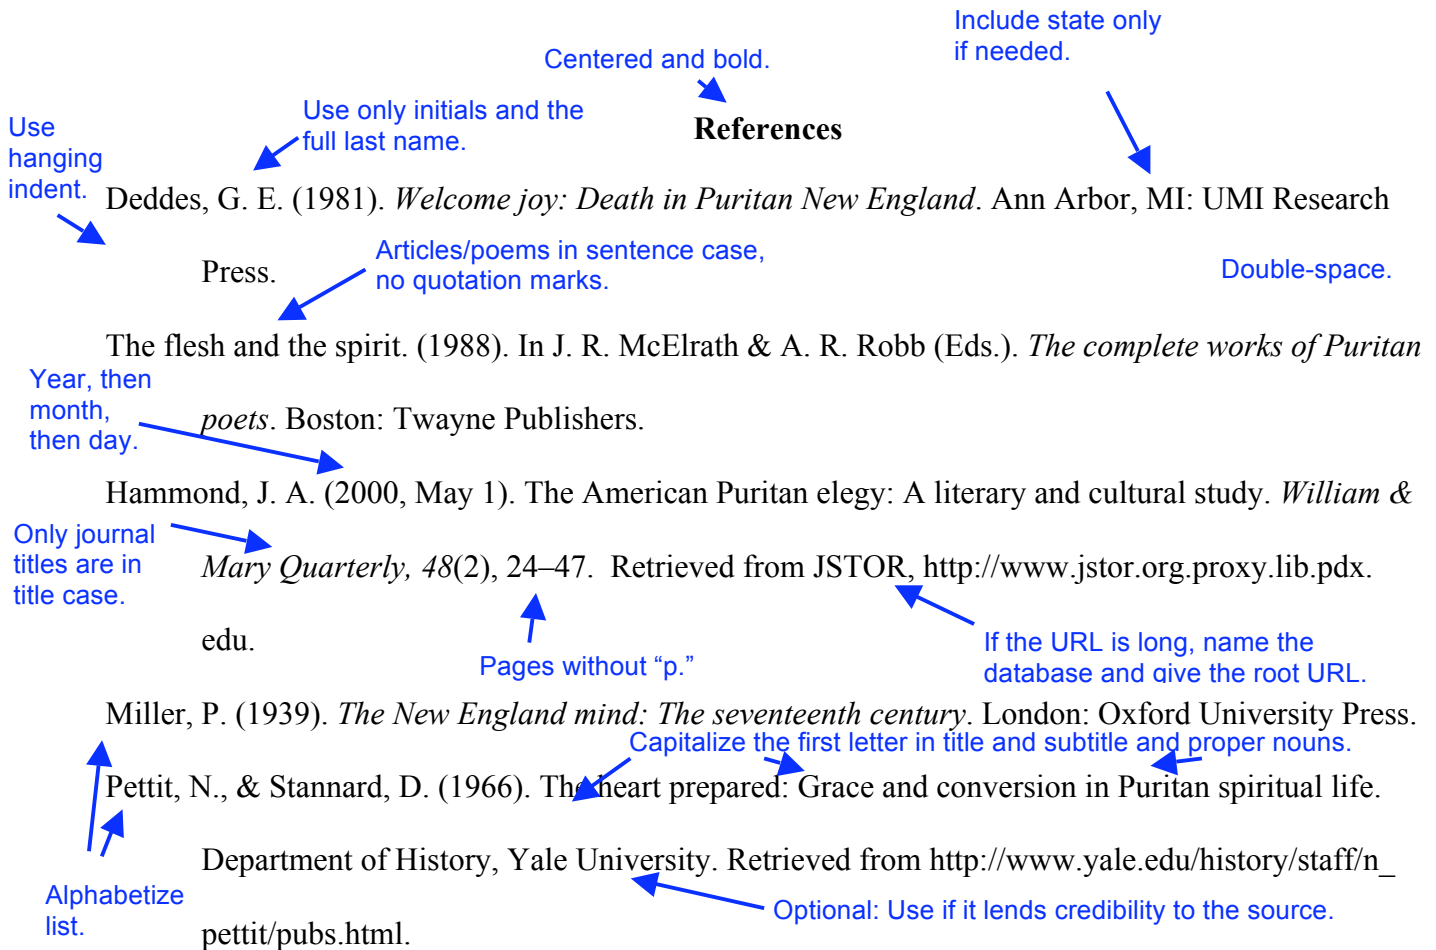 Include state only
if needed.
Centered and bold.
Use only initials and the
full last name.
References
Use
hanging
indent.
Deddes, G. E. (1981). Welcome joy: Death in Puritan New England. Ann Arbor, MI: UMI Research
Articles/poems in sentence case,
no quotation marks.
Press.
Double-space.
The flesh and the spirit. (1988). In J. R. McElrath & A. R. Robb (Eds.). The complete works of Puritan
Year, then
month,
then day.
poets. Boston: Twayne Publishers.
Hammond, J. A. (2000, May 1). The American Puritan elegy: A literary and cultural study. William &
Only journal
titles are in
title case.
Mary Quarterly, 48(2), 24–47.  Retrieved from JSTOR, http://www.jstor.org.proxy.lib.pdx.
edu.
Pages without “p.”
If the URL is long, name the
database and give the root URL.
Miller, P. (1939). The New England mind: The seventeenth century. London: Oxford University Press.
Capitalize the first letter in title and subtitle and proper nouns.
Pettit, N., & Stannard, D. (1966). The heart prepared: Grace and conversion in Puritan spiritual life.
Department of History, Yale University. Retrieved from http://www.yale.edu/history/staff/n_
Alphabetize
list.
Optional: Use if it lends credibility to the source.
pettit/pubs.html.